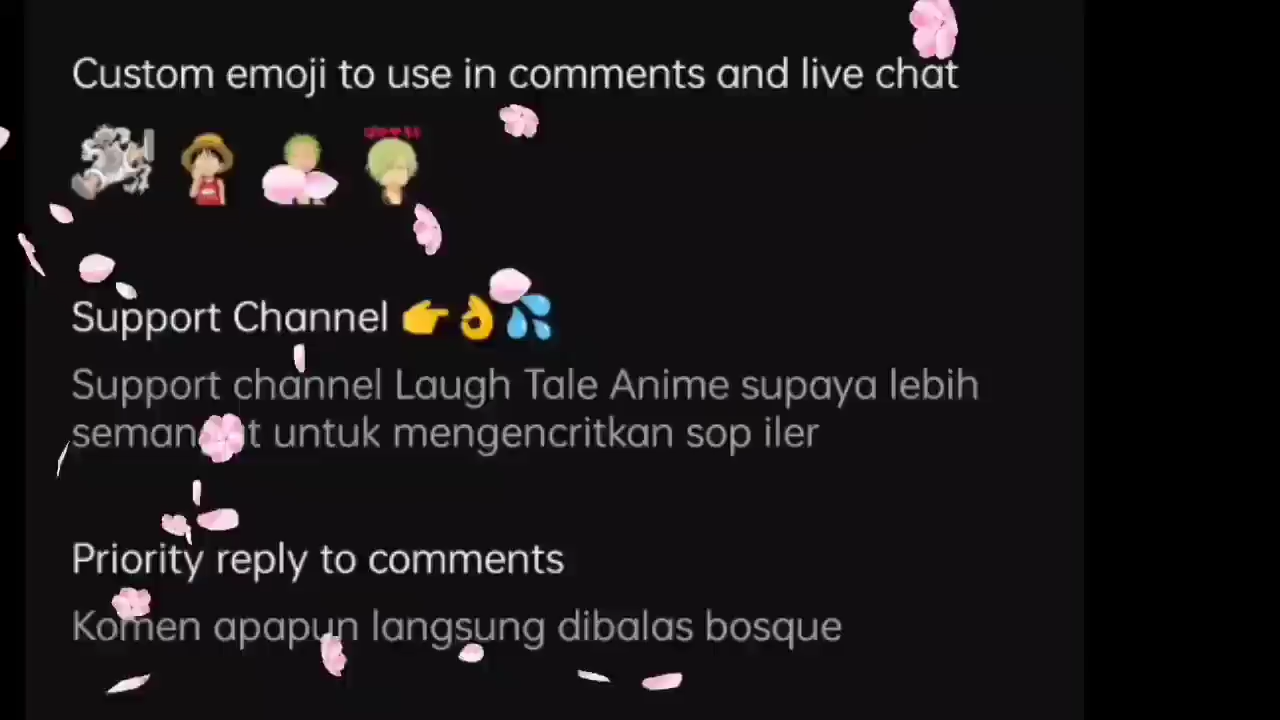 Custom emoji to use in comments and live chat
Support Channel 👉👌💦
Support channel Laugh Tale Anime supaya lebih
semangat untuk mengencritkan sop iler
Priority reply to comments
Komen apapun langsung dibalas bosque